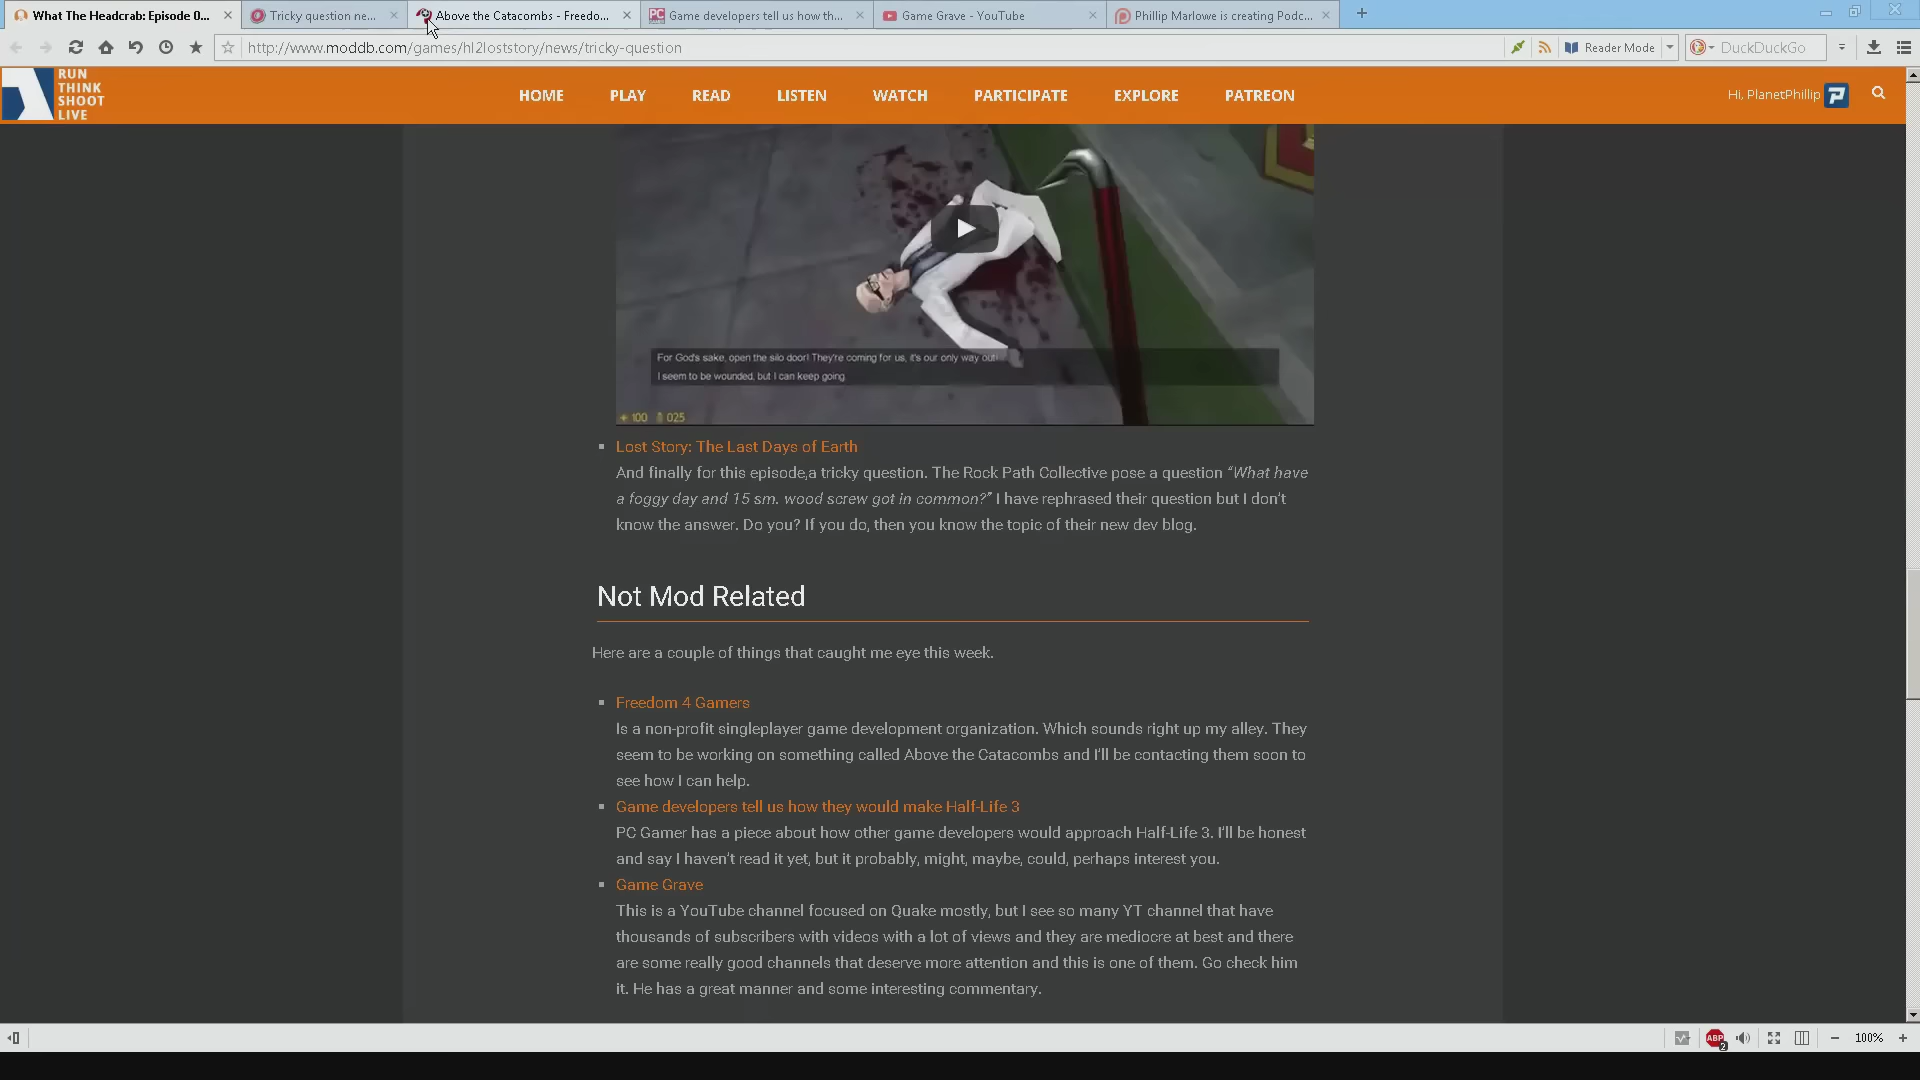 What The Headcrab: Episode 0...
Tricky question ne...
Above the Catacombs - Freedo...
Game developers tell us how th...
Game Grave - YouTube
Phillip Marlowe is creating Podc...
http://www.moddb.com/games/hl2loststory/news/tricky-question
Reader Mode
DuckDuckGo
RUN
THINK
SHOOT
LIVE
HOME
PLAY
READ
LISTEN
WATCH
PARTICIPATE
EXPLORE
PATREON
Hi, PlanetPhillip
For God's sake, open the silo door! They're coming for us, it's our only way out!
I seem to be wounded, but I can keep going
100 025
Lost Story: The Last Days of Earth
And finally for this episode,a tricky question. The Rock Path Collective pose a question “What have
a foggy day and 15 sm. wood screw got in common?” I have rephrased their question but I don’t
know the answer. Do you? If you do, then you know the topic of their new dev blog.
Not Mod Related
Here are a couple of things that caught me eye this week.
Freedom 4 Gamers
Is a non-profit singleplayer game development organization. Which sounds right up my alley. They
seem to be working on something called Above the Catacombs and I’ll be contacting them soon to
see how I can help.
Game developers tell us how they would make Half-Life 3
PC Gamer has a piece about how other game developers would approach Half-Life 3. I’ll be honest
and say I haven’t read it yet, but it probably, might, maybe, could, perhaps interest you.
Game Grave
This is a YouTube channel focused on Quake mostly, but I see so many YT channel that have
thousands of subscribers with videos with a lot of views and they are mediocre at best and there
are some really good channels that deserve more attention and this is one of them. Go check him
it. He has a great manner and some interesting commentary.
ABP
2
100%